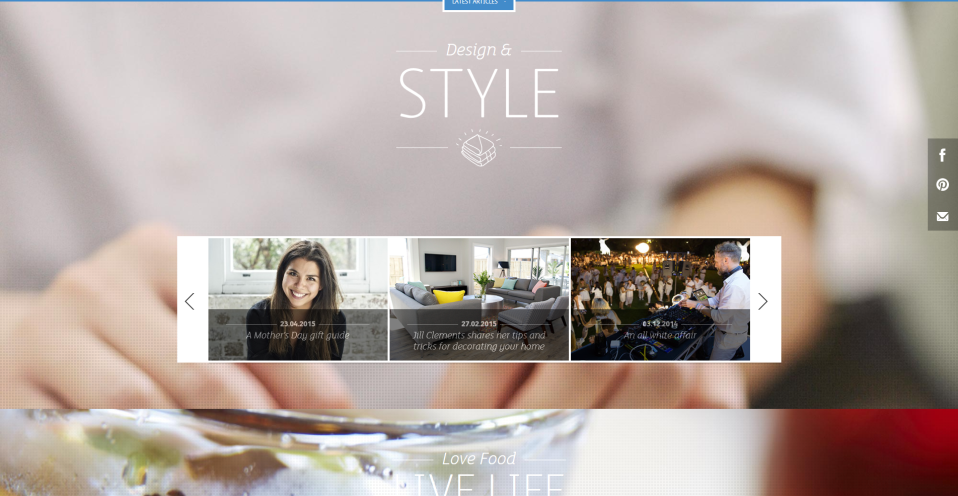 LATEST ARTICLES
Design &
STYLE
23.04.2015
A Mother's Day gift guide
27.02.2015
Jill Clements shares her tips and
tricks for decorating your home
03.12.2014
An all white affair
Love Food
LIVE LIFE